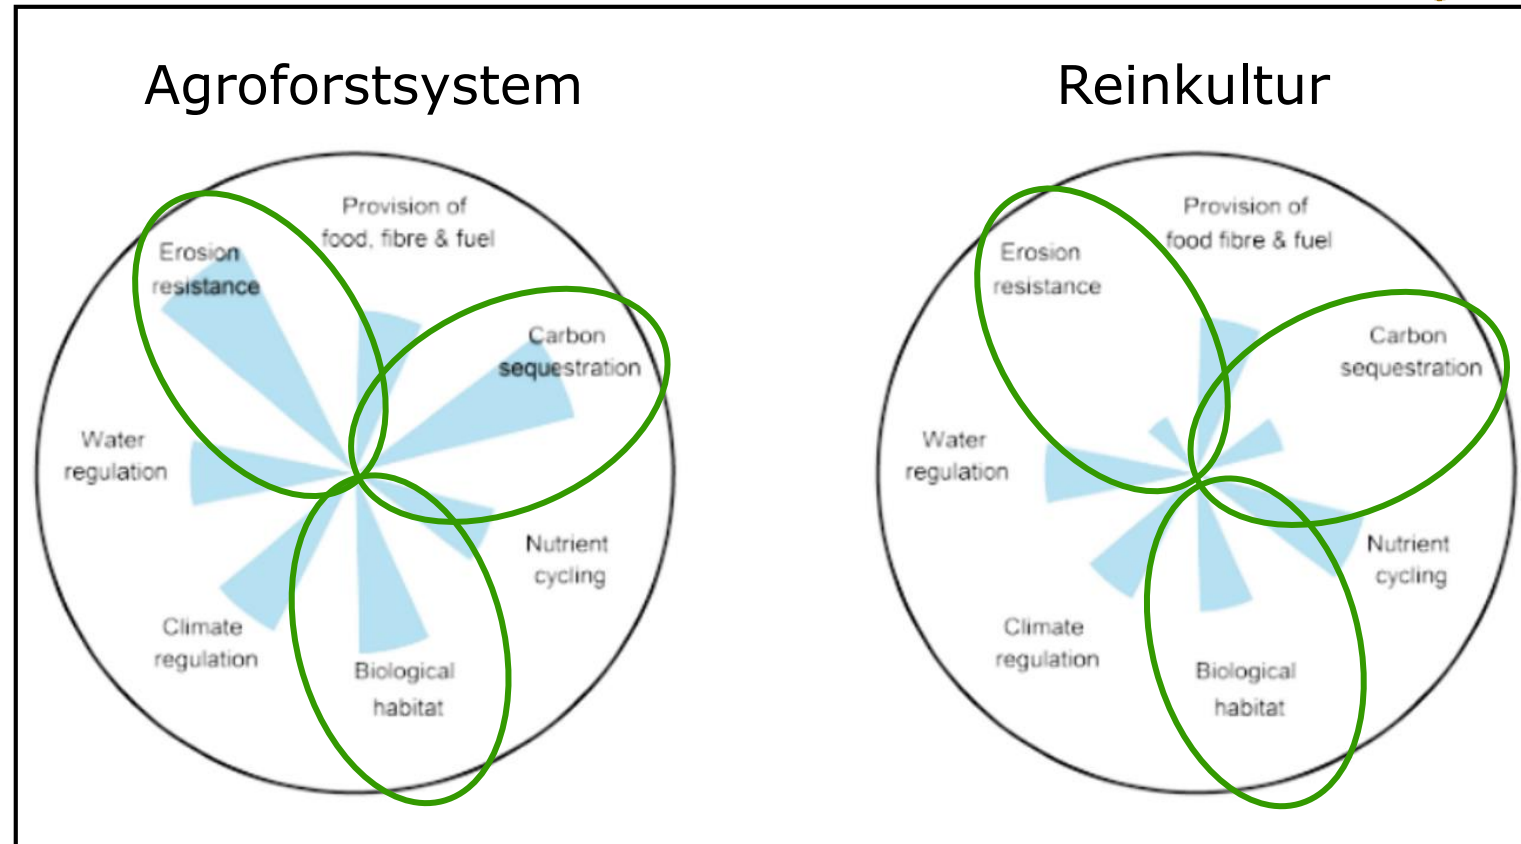 Agroforstsystem
Reinkultur
Provision of
food, fibre & fuel
Erosion
resistance
Carbon
sequestration
Water
regulation
Nutrient
cycling
Climate
regulation
Biological
habitat
Provision of
food fibre & fuel
Erosion
resistance
Carbon
sequestration
Water
regulation
Nutrient
cycling
Climate
regulation
Biological
habitat